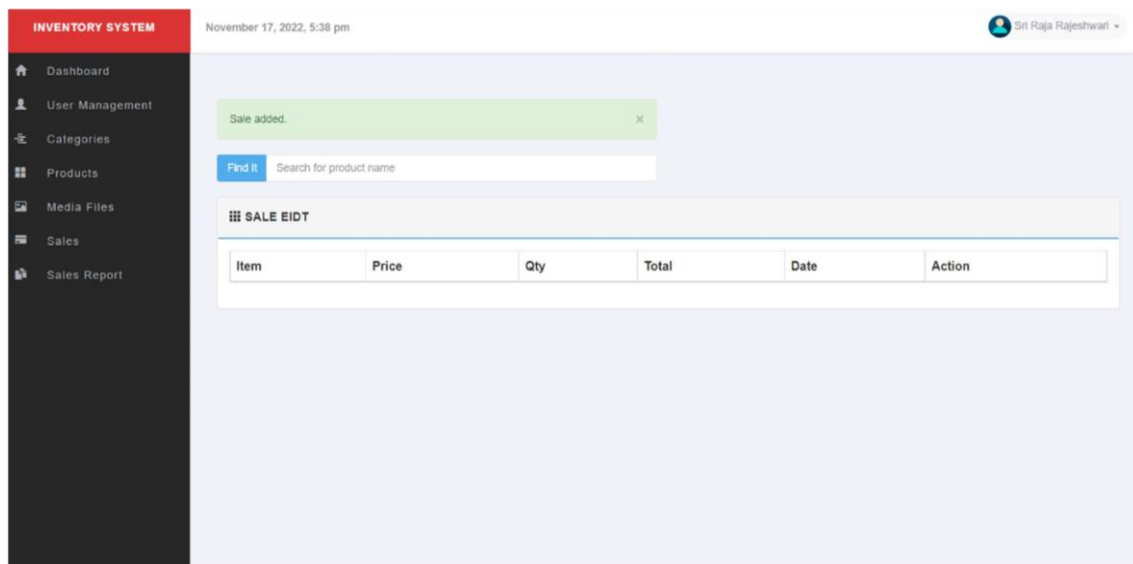 INVENTORY SYSTEM
November 17, 2022, 5:38 pm
Sri Raja Rajeshwari
Dashboard
User Management
Categories
Products
Media Files
Sales
Sales Report
Sale added.
×
Find It Search for product name
SALE EIDT
Item Price Qty Total Date Action